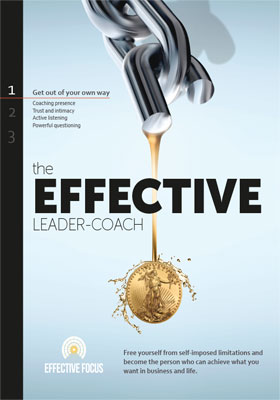 1
Get out of your own way
Coaching presence
Trust and intimacy
Active listening
Powerful questioning
2
3
the
EFFECTIVE
LEADER-COACH
EFFECTIVE FOCUS
Free yourself from self-imposed limitations and
become the person who can achieve what you
want in business and life.